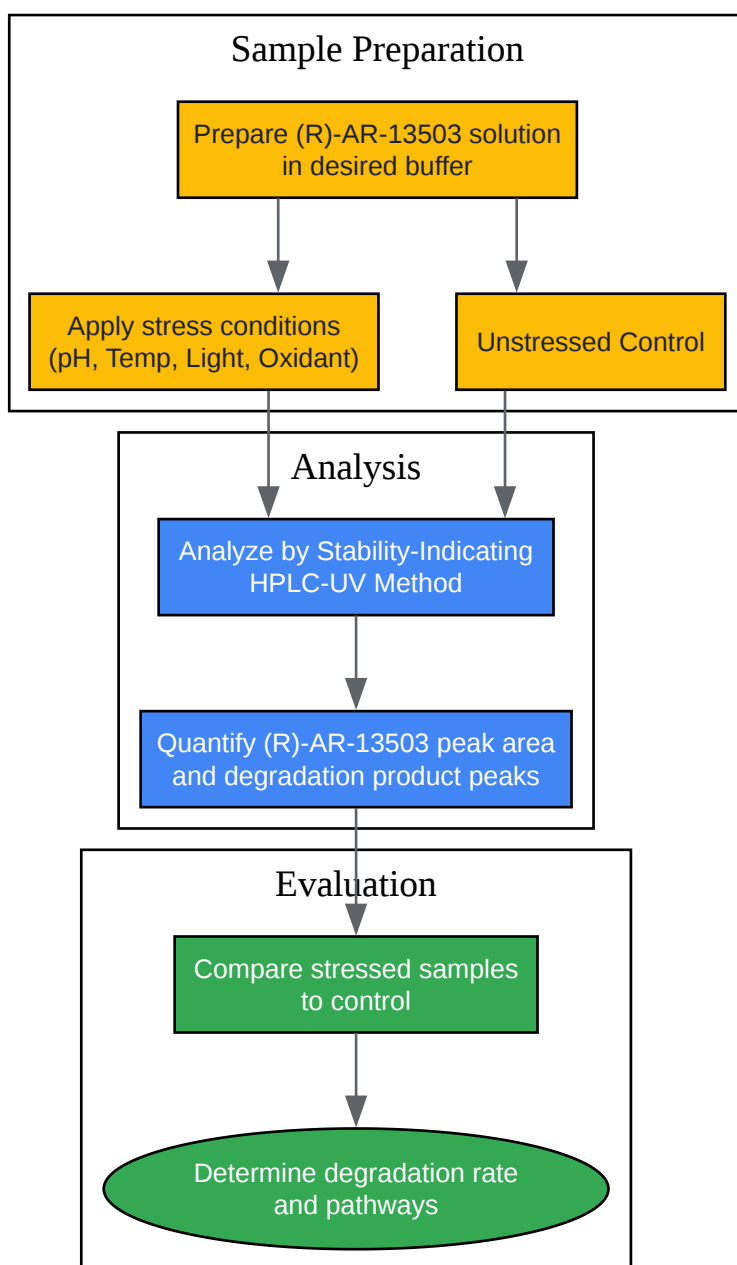 Sample Preparation
Prepare (R)-AR-13503 solution
in desired buffer
Apply stress conditions
(pH, Temp, Light, Oxidant)
Unstressed Control
Analysis
Analyze by Stability-Indicating
HPLC-UV Method
Quantify (R)-AR-13503 peak area
and degradation product peaks
Evaluation
Compare stressed samples
to control
Determine degradation rate
and pathways